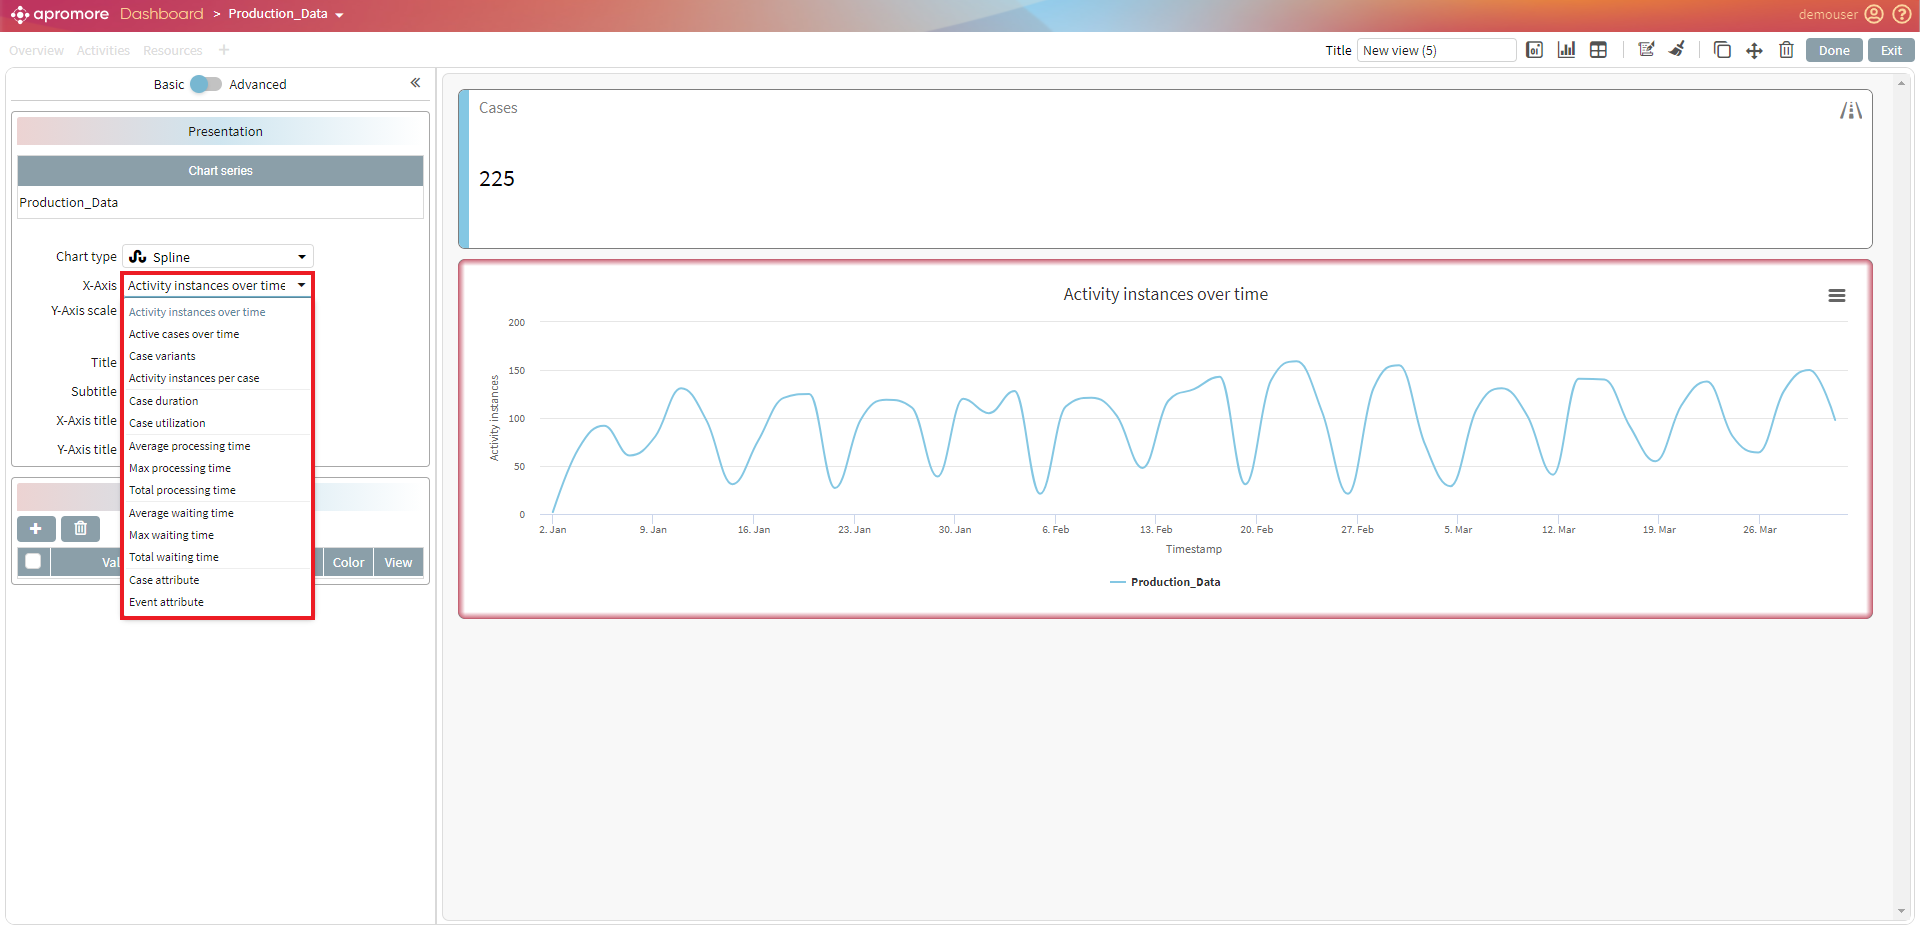 apromore Dashboard > Production_Data
demouser
Overview Activities Resources
Title New view (5) Done Exit
Basic Advanced
Presentation
Chart series
Production_Data
Chart type Spline
X-Axis Activity instances over time
Y-Axis scale
Title
Subtitle
X-Axis title
Y-Axis title
Activity instances over time
Active cases over time
Case variants
Activity instances per case
Case duration
Case utilization
Average processing time
Max processing time
Total processing time
Average waiting time
Max waiting time
Total waiting time
Case attribute
Event attribute
Color View
Cases
225
Activity instances over time
Activity instances
200
150
100
50
0
2. Jan 9. Jan 16. Jan 23. Jan 30. Jan 6. Feb 13. Feb 20. Feb 27. Feb 5. Mar 12. Mar 19. Mar 26. Mar
Timestamp
Production_Data